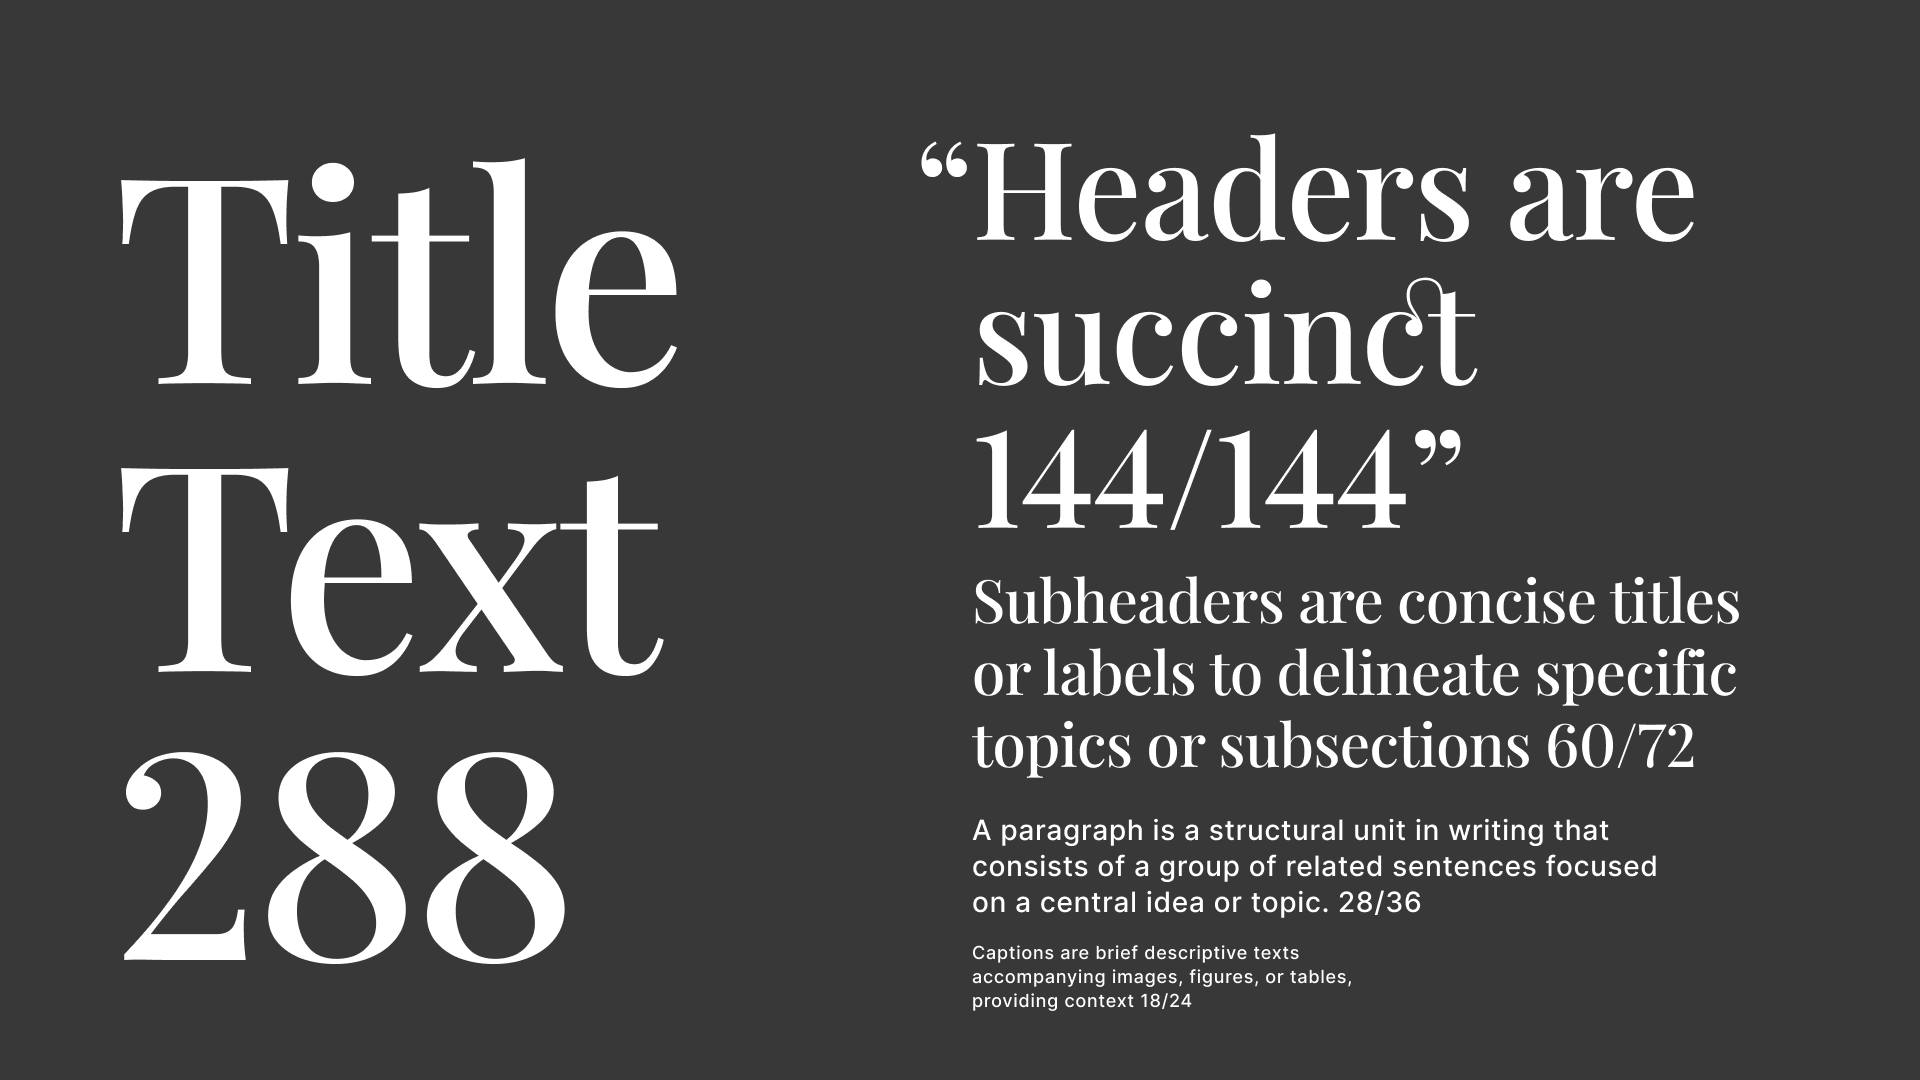 Title
Text
288
“Headers are
succinct
144/144”
Subheaders are concise titles
or labels to delineate specific
topics or subsections 60/72
A paragraph is a structural unit in writing that
consists of a group of related sentences focused
on a central idea or topic. 28/36
Captions are brief descriptive texts
accompanying images, figures, or tables,
providing context 18/24